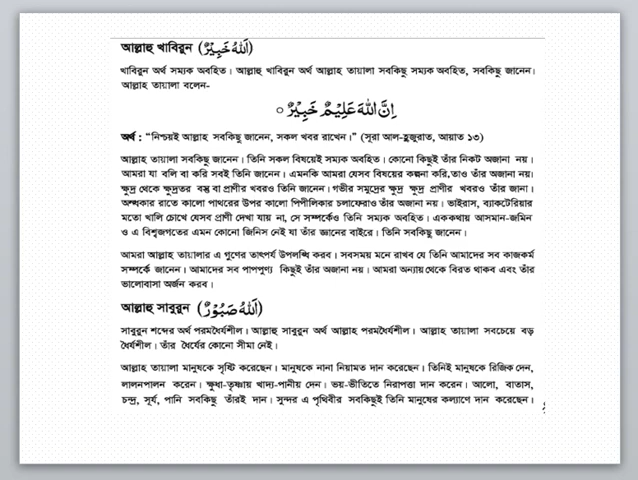 আল্লাহু খাবিরুন (اَللّٰهُ خَبِيْرٌ)
খাবিরুন অর্থ সম্যক অবহিত। আল্লাহু খাবিরুন অর্থ আল্লাহ তায়ালা সবকিছু সম্যক অবহিত, সবকিছু জানেন।
আল্লাহ তায়ালা বলেন-
اِنَّ اللّٰهَ عَلِيْمٌ خَبِيْرٌ ○
অর্থ : “নিশ্চয়ই আল্লাহ সবকিছু জানেন, সকল খবর রাখেন।” (সূরা আল-হুজুরাত, আয়াত ১৩)
আল্লাহ তায়ালা সবকিছু জানেন। তিনি সকল বিষয়েই সম্যক অবহিত। কোনো কিছুই তাঁর নিকট অজানা নয়।
আমরা যা বলি বা করি সবই তিনি জানেন। এমনকি আমরা যেসব বিষয়ের কল্পনা করি,তাও তাঁর অজানা নয়।
ক্ষুদ্র থেকে ক্ষুদ্রতর বস্তু বা প্রাণীর খবরও তিনি জানেন। গভীর সমুদ্রের ক্ষুদ্র ক্ষুদ্র প্রাণীর খবরও তাঁর জানা।
অন্ধকার রাতে কালো পাথরের উপর কালো পিপীলিকার চলাফেরাও তাঁর অজানা নয়। ভাইরাস, ব্যাকটেরিয়ার
মতো খালি চোখে যেসব প্রাণী দেখা যায় না, সে সম্পর্কেও তিনি সম্যক অবহিত। এককথায় আসমান-জমিন
ও এ বিশ্বজগতের এমন কোনো জিনিস নেই যা তাঁর জ্ঞানের বাইরে। তিনি সবকিছু জানেন।
আমরা আল্লাহ তায়ালার এ গুণের তাৎপর্য উপলব্ধি করব। সবসময় মনে রাখব যে তিনি আমাদের সব কাজকর্ম
সম্পর্কে জানেন। আমাদের সব পাপপুণ্য কিছুই তাঁর অজানা নয়। আমরা অন্যায় থেকে বিরত থাকব এবং তাঁর
ভালোবাসা অর্জন করব।
আল্লাহু সাবুরুন (اَللّٰهُ صَبُوْرٌ)
সাবুরুন শব্দের অর্থ পরমধৈর্যশীল। আল্লাহু সাবুরুন অর্থ আল্লাহ পরমধৈর্যশীল। আল্লাহ তায়ালা সবচেয়ে বড়
ধৈর্যশীল। তাঁর ধৈর্যের কোনো সীমা নেই।
আল্লাহ তায়ালা মানুষকে সৃষ্টি করেছেন। মানুষকে নানা নিয়ামত দান করেছেন। তিনিই মানুষকে রিজিক দেন,
লালনপালন করেন। ক্ষুধা-তৃষ্ণায় খাদ্য-পানীয় দেন। ভয়-ভীতিতে নিরাপত্তা দান করেন। আলো, বাতাস,
চন্দ্র, সূর্য, পানি সবকিছু তাঁরই দান। সুন্দর এ পৃথিবীর সবকিছুই তিনি মানুষের কল্যাণে দান করেছেন।